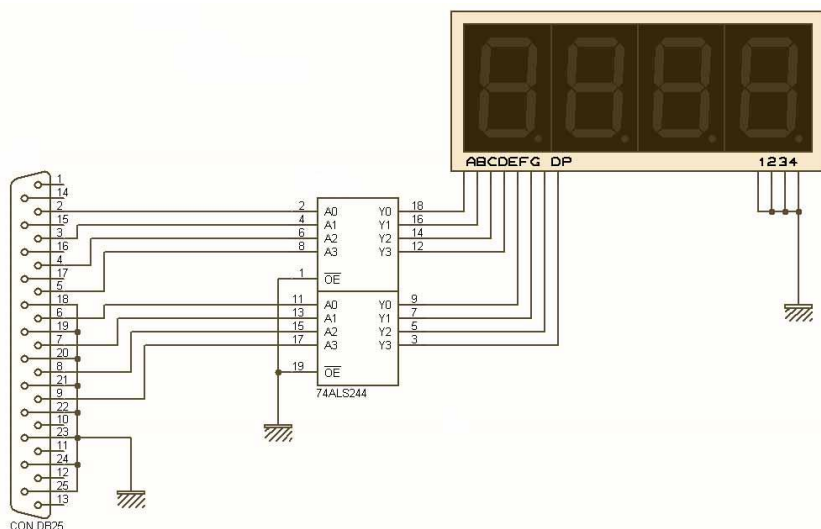 ABCDEFG DP
1234
1
14
2
15
3
16
4
17
5
18
6
19
7
20
8
21
9
22
10
23
11
24
12
25
13
CON DB25
2 A0 Y0 18
4 A1 Y1 16
6 A2 Y2 14
8 A3 Y3 12
1 OE
11 A0 Y0 9
13 A1 Y1 7
15 A2 Y2 5
17 A3 Y3 3
19 OE
74ALS244